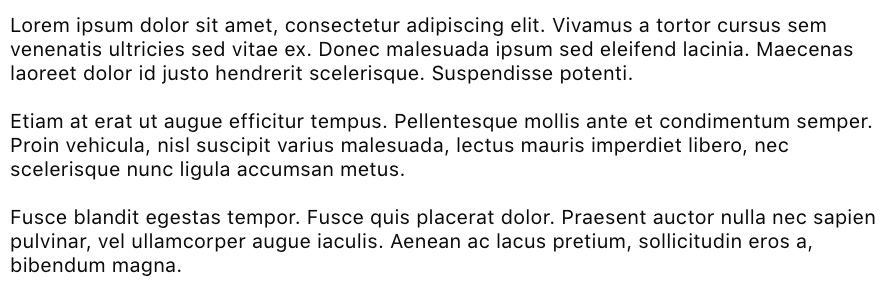 Lorem ipsum dolor sit amet, consectetur adipiscing elit. Vivamus a tortor cursus sem
venenatis ultricies sed vitae ex. Donec malesuada ipsum sed eleifend lacinia. Maecenas
laoreet dolor id justo hendrerit scelerisque. Suspendisse potenti.

Etiam at erat ut augue efficitur tempus. Pellentesque mollis ante et condimentum semper.
Proin vehicula, nisl suscipit varius malesuada, lectus mauris imperdiet libero, nec
scelerisque nunc ligula accumsan metus.

Fusce blandit egestas tempor. Fusce quis placerat dolor. Praesent auctor nulla nec sapien
pulvinar, vel ullamcorper augue iaculis. Aenean ac lacus pretium, sollicitudin eros a,
bibendum magna.